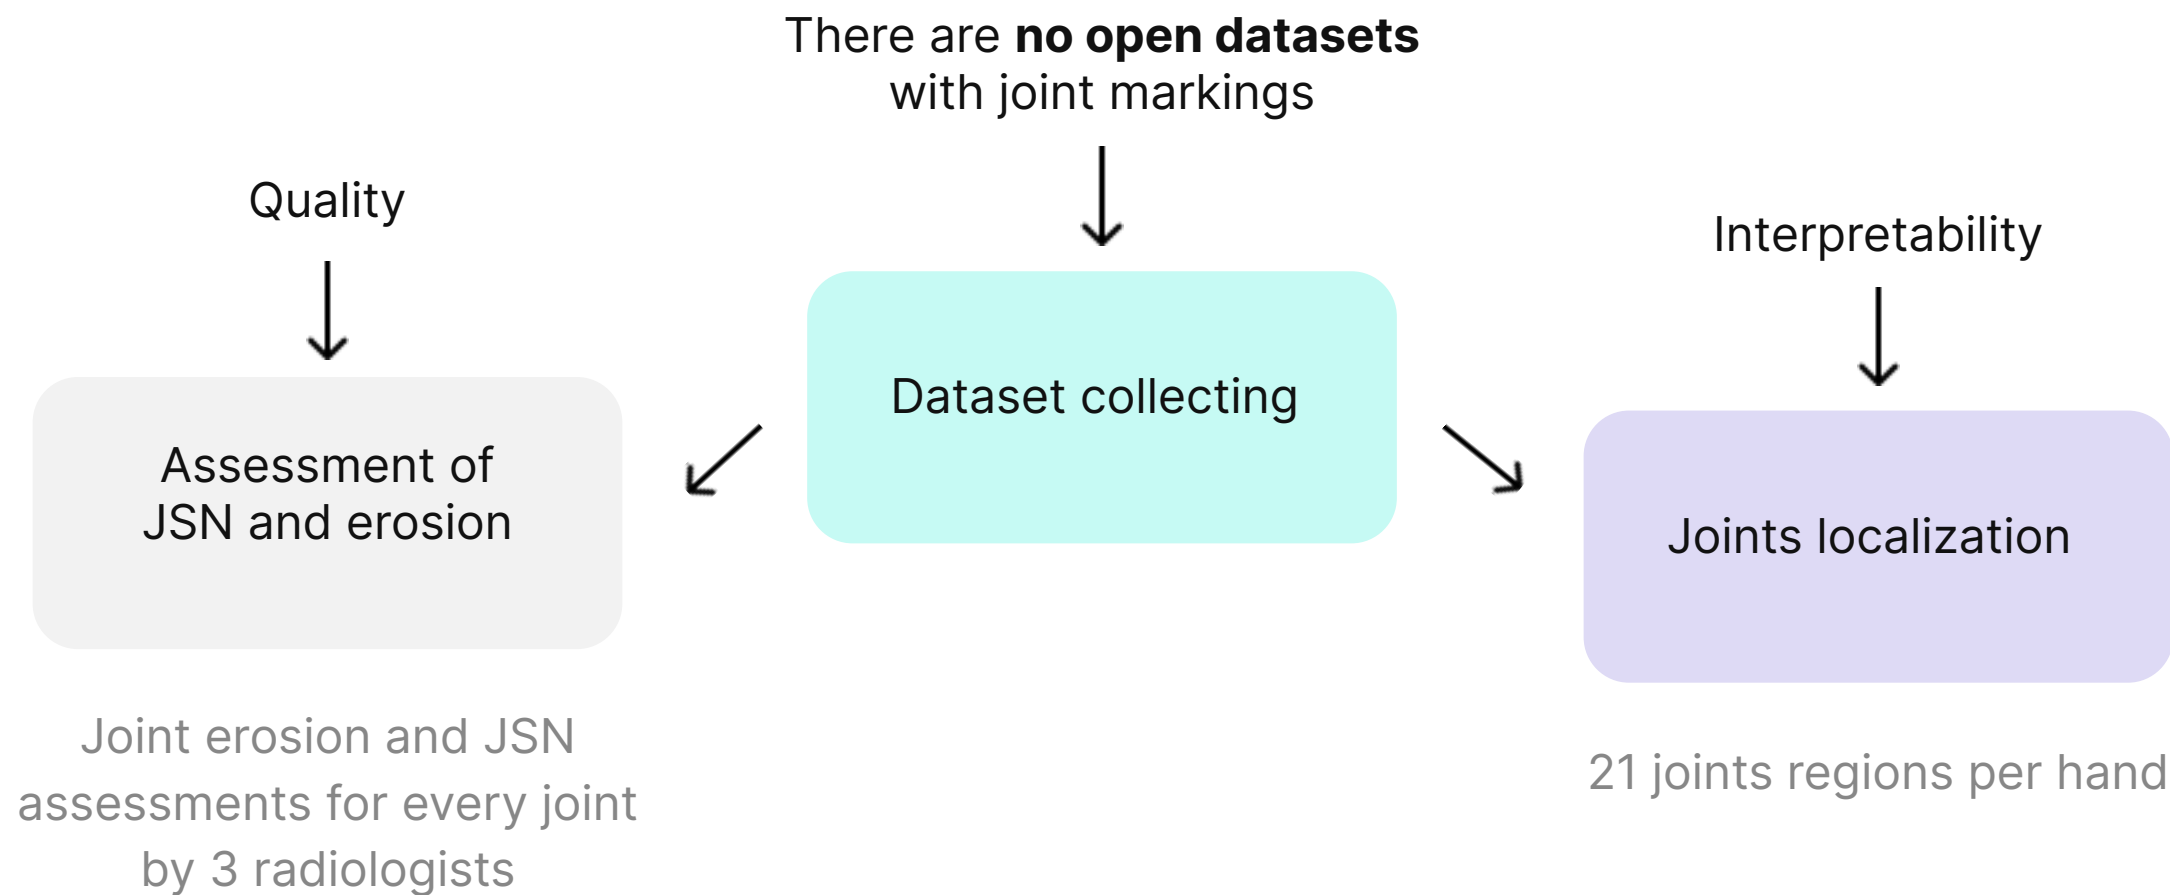 There are no open datasets
with joint markings
Quality
Interpretability
Dataset collecting
Assessment of
JSN and erosion
Joints localization
Joint erosion and JSN
assessments for every joint
by 3 radiologists
21 joints regions per hand